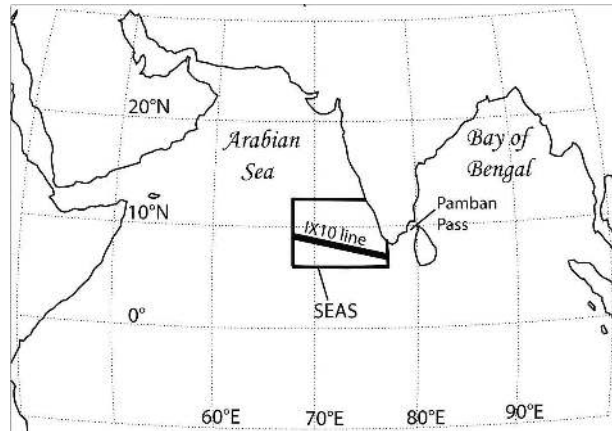 20°N
Arabian
Sea
Bay of
Bengal
10°N
Pamban
Pass
IX10 line
SEAS
0°
60°E
70°E
80°E
90°E